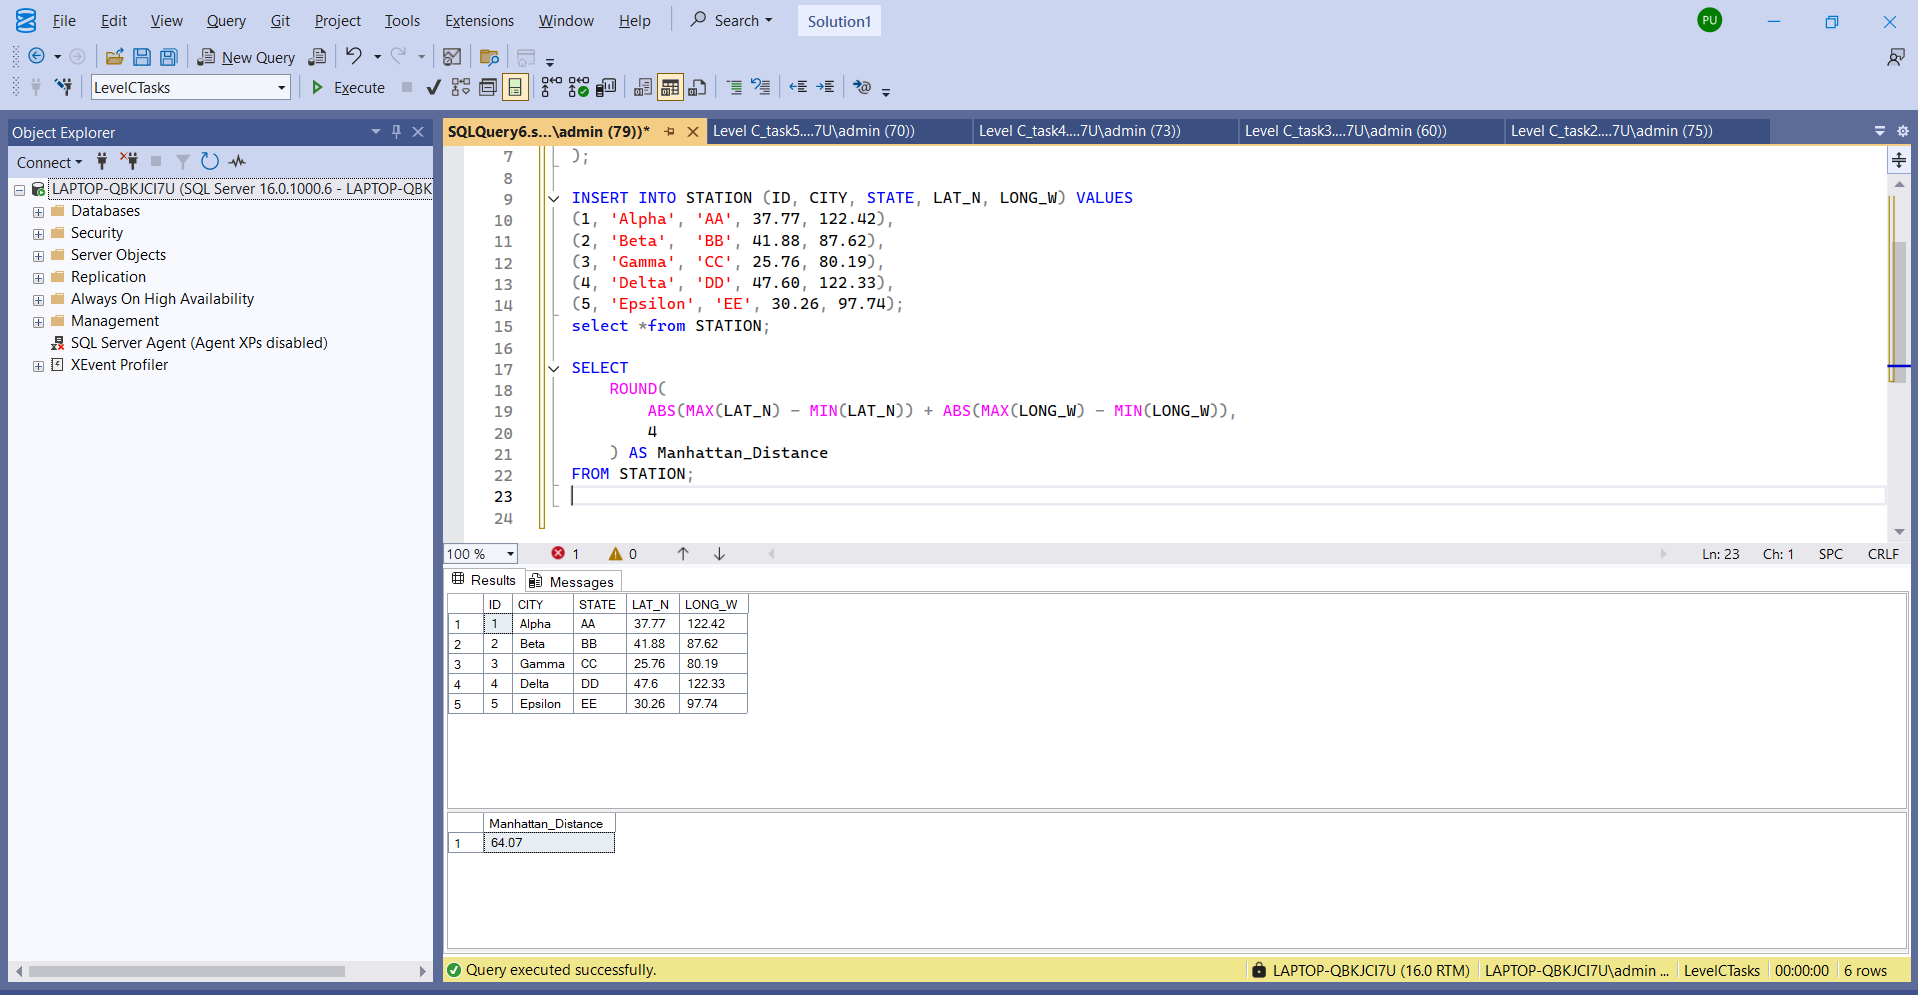 File Edit View Query Git Project Tools Extensions Window Help Search Solution1 PU
New Query
LevelCTasks Execute
Object Explorer
Connect
LAPTOP-QBKJCI7U (SQL Server 16.0.1000.6 - LAPTOP-QBK
Databases
Security
Server Objects
Replication
Always On High Availability
Management
SQL Server Agent (Agent XPs disabled)
XEvent Profiler
SQLQuery6.s...\admin (79))* Level C_task5....7U\admin (70)) Level C_task4....7U\admin (73)) Level C_task3....7U\admin (60)) Level C_task2....7U\admin (75))
7 );
8
9 INSERT INTO STATION (ID, CITY, STATE, LAT_N, LONG_W) VALUES
10 (1, 'Alpha', 'AA', 37.77, 122.42),
11 (2, 'Beta', 'BB', 41.88, 87.62),
12 (3, 'Gamma', 'CC', 25.76, 80.19),
13 (4, 'Delta', 'DD', 47.60, 122.33),
14 (5, 'Epsilon', 'EE', 30.26, 97.74);
15 select *from STATION;
16
17 SELECT
18 ROUND(
19 ABS(MAX(LAT_N) - MIN(LAT_N)) + ABS(MAX(LONG_W) - MIN(LONG_W)),
20 4
21 ) AS Manhattan_Distance
22 FROM STATION;
23
24
100 % 1 0 Ln: 23 Ch: 1 SPC CRLF
Results Messages
ID CITY STATE LAT_N LONG_W
1 1 Alpha AA 37.77 122.42
2 2 Beta BB 41.88 87.62
3 3 Gamma CC 25.76 80.19
4 4 Delta DD 47.6 122.33
5 5 Epsilon EE 30.26 97.74
Manhattan_Distance
1 64.07
Query executed successfully. LAPTOP-QBKJCI7U (16.0 RTM) LAPTOP-QBKJCI7U\admin ... LevelCTasks 00:00:00 6 rows